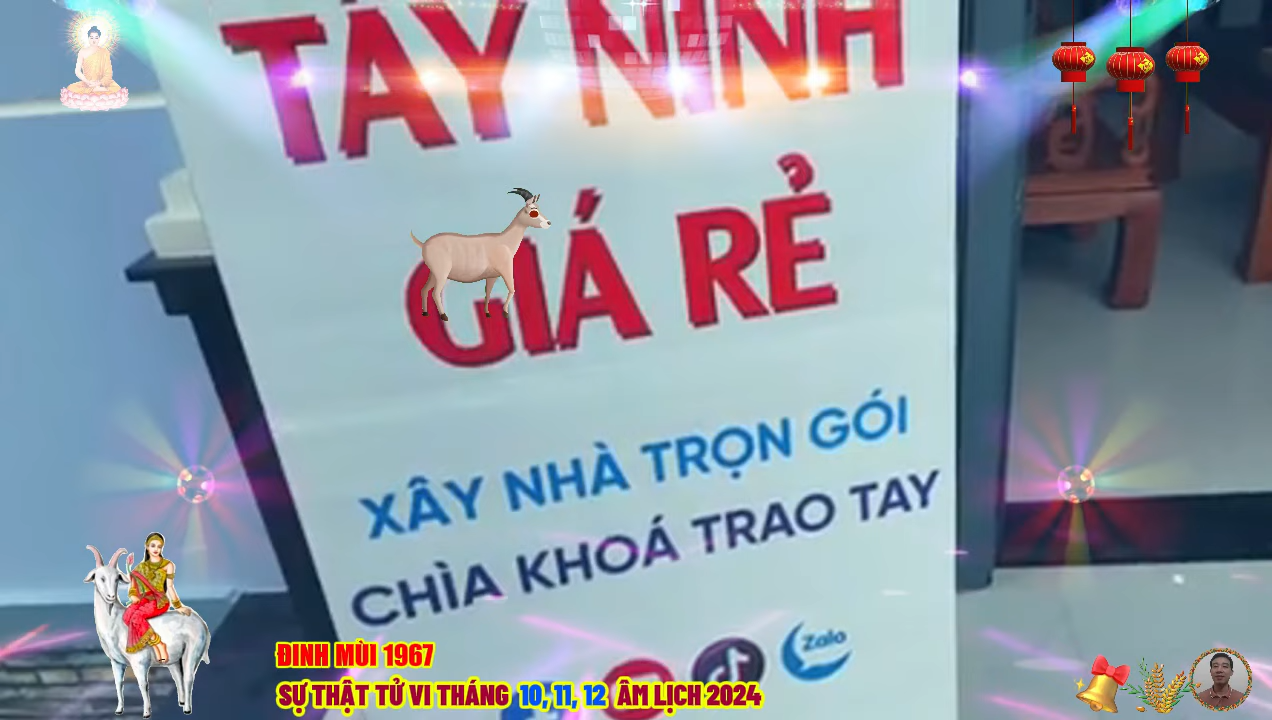 TÂY NINH
GIÁ RẺ
XÂY NHÀ TRỌN GÓI
CHÌA KHOÁ TRAO TAY
Zalo
ĐINH MÙI 1967
SỰ THẬT TỬ VI THÁNG 10, 11, 12 ÂM LỊCH 2024